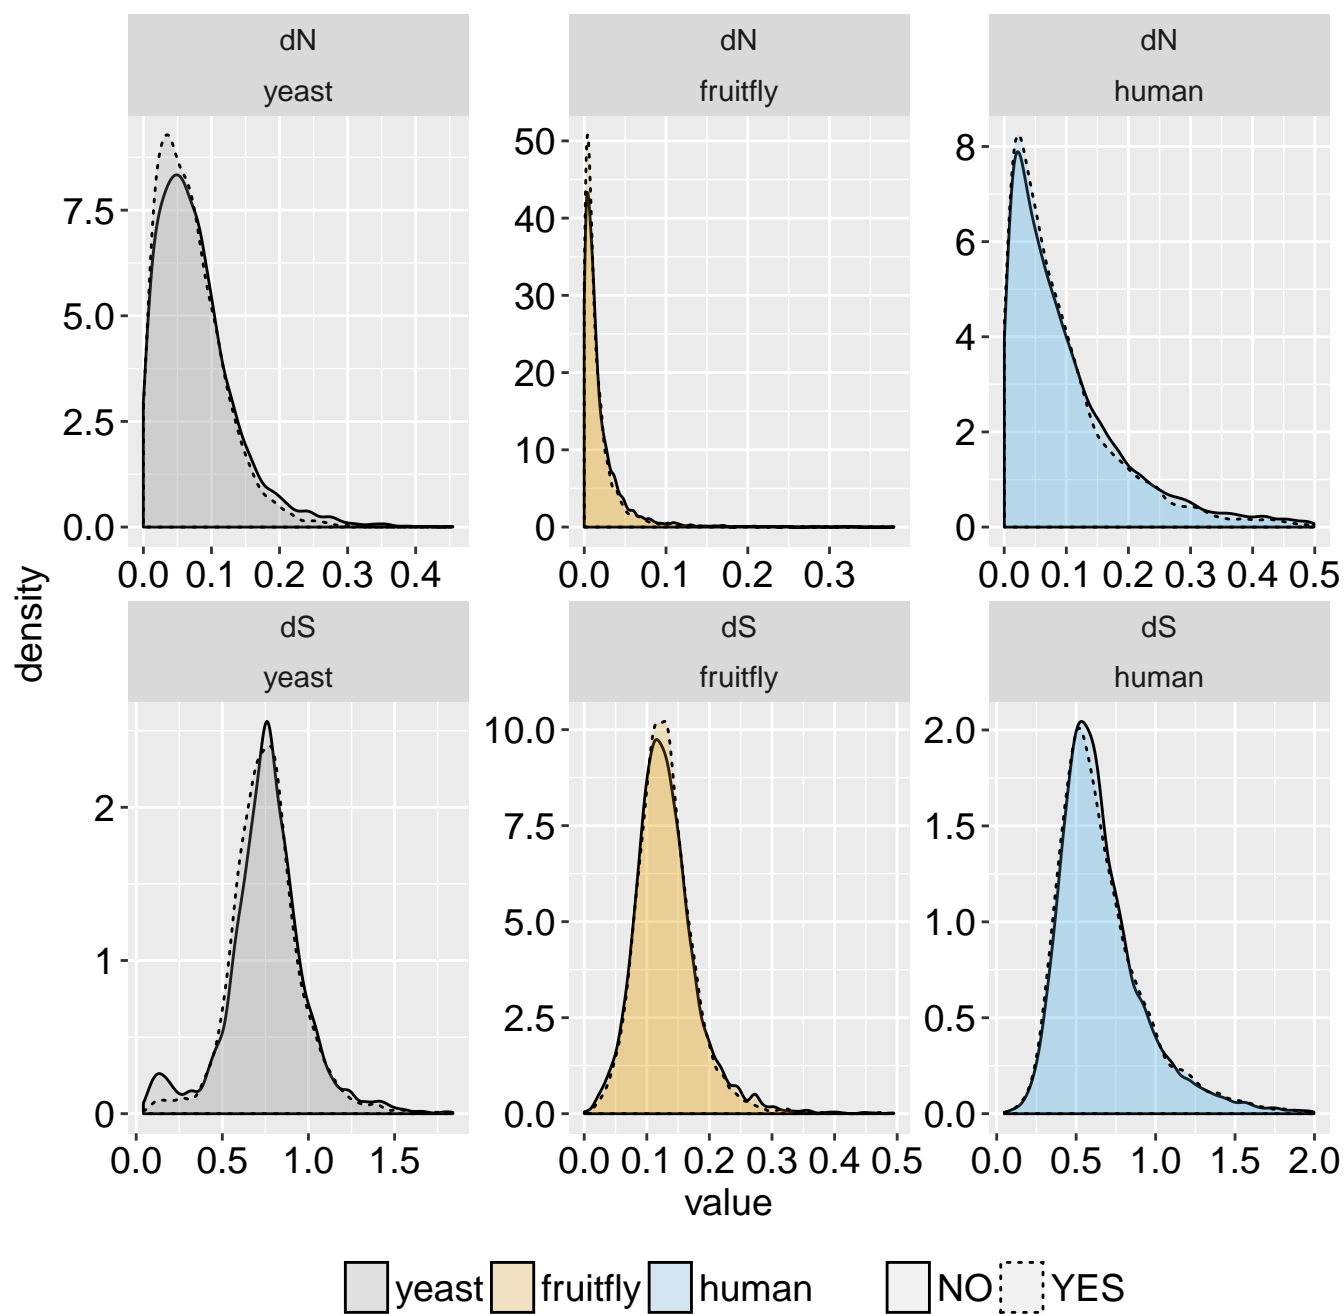 dN dN dN
yeast fruitfly human
7.5
5.0
2.5
0.0
50
40
30
20
10
0
8
6
4
2
0
0.0 0.1 0.2 0.3 0.4
0.0 0.1 0.2 0.3
0.0 0.1 0.2 0.3 0.4 0.5
density
dS dS dS
yeast fruitfly human
2
1
0
10.0
7.5
5.0
2.5
0.0
2.0
1.5
1.0
0.5
0.0
0.0 0.5 1.0 1.5
0.0 0.1 0.2 0.3 0.4 0.5
0.0 0.5 1.0 1.5 2.0
value
yeast fruitfly human NO YES